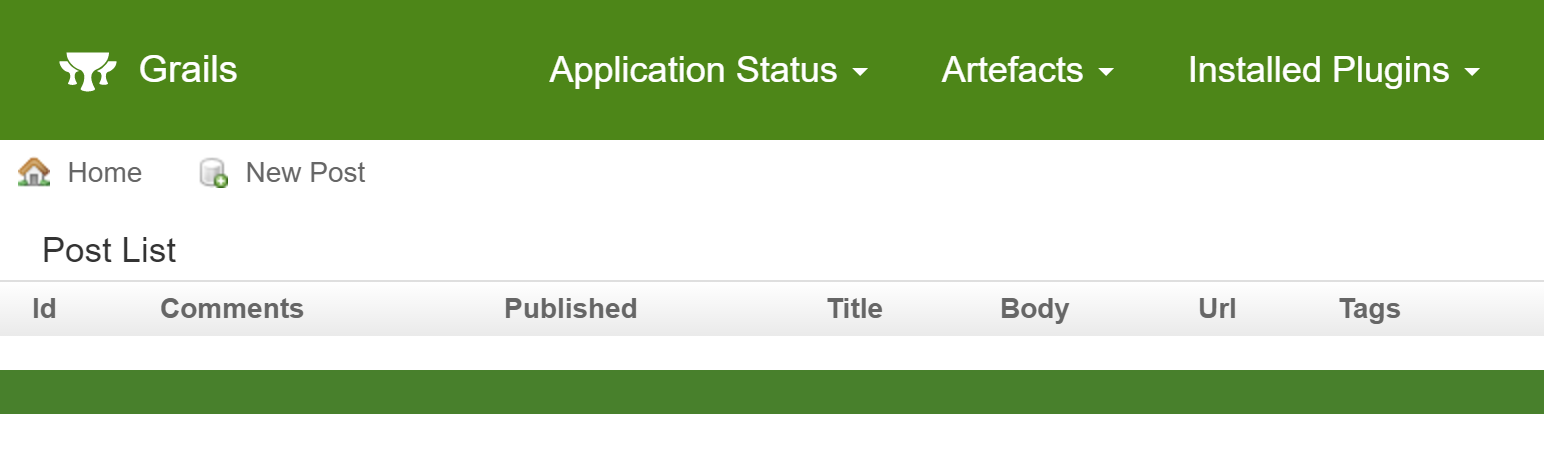 Grails Application Status Artefacts Installed Plugins
Home New Post
Post List
Id Comments Published Title Body Url Tags